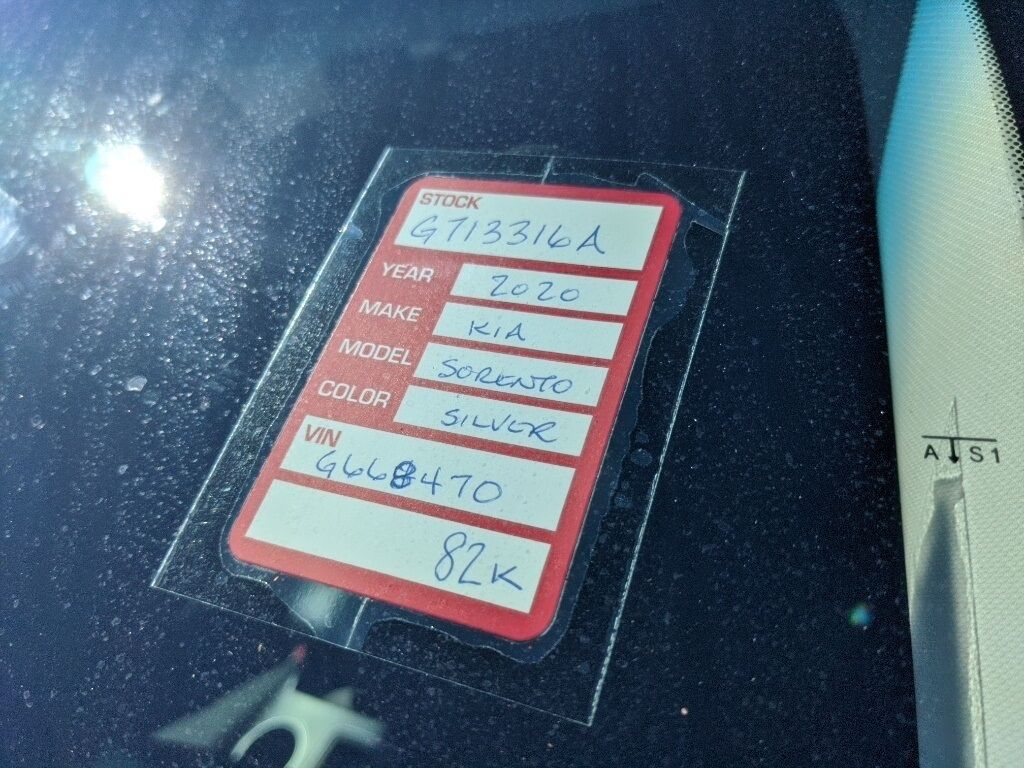 STOCK
G713316A
YEAR 2020
MAKE KIA
MODEL SORENTO
COLOR SILVER
VIN
G668470
82K
A S1